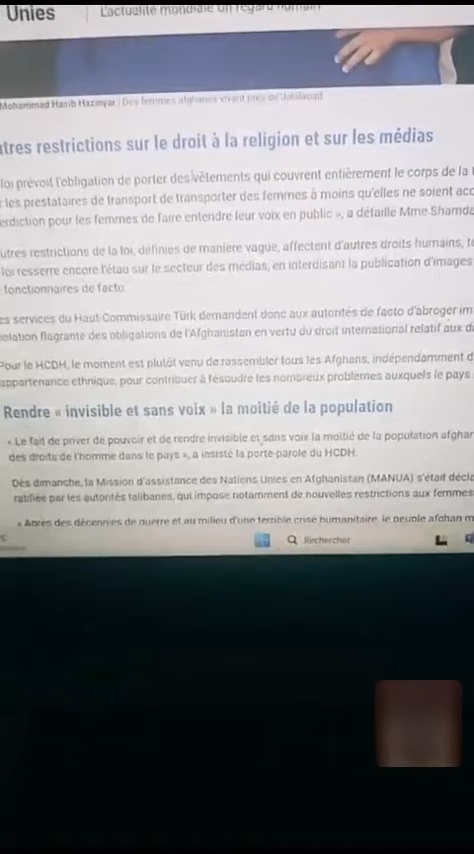 Unies
L'actualité mondiale un regard humain
Mohammad Hasib Hazinyar | Des femmes afghanes vivant près de Jalalabad
utres restrictions sur le droit à la religion et sur les médias
loi prévoit l'obligation de porter des vêtements qui couvrent entièrement le corps de la
les prestataires de transport de transporter des femmes à moins qu'elles ne soient acc
erdiction pour les femmes de faire entendre leur voix en public », a détaillé Mme Shamda
utres restrictions de la loi, définies de manière vague, affectent d'autres droits humains,
loi resserre encore l'étau sur le secteur des médias, en interdisant la publication d'images
fonctionnaires de facto.
es services du Haut-Commissaire Türk demandent donc aux autorités de facto d'abroger im
iolation flagrante des obligations de l'Afghanistan en vertu du droit international relatif aux d
Pour le HCDH, le moment est plutôt venu de rassembler tous les Afghans, indépendamment d
appartenance ethnique, pour contribuer à résoudre les nombreux problèmes auxquels le pays
Rendre « invisible et sans voix » la moitié de la population
« Le fait de priver de pouvoir et de rendre invisible et sans voix la moitié de la population afghan
des droits de l'homme dans le pays », a insisté la porte-parole du HCDH.
Dès dimanche, la Mission d'assistance des Nations Unies en Afghanistan (MANUA) s'était décla
ratifiée par les autorités talibanes, qui impose notamment de nouvelles restrictions aux femmes
« Après des décennies de guerre et au milieu d'une terrible crise humanitaire, le peuple afghan m
Rechercher